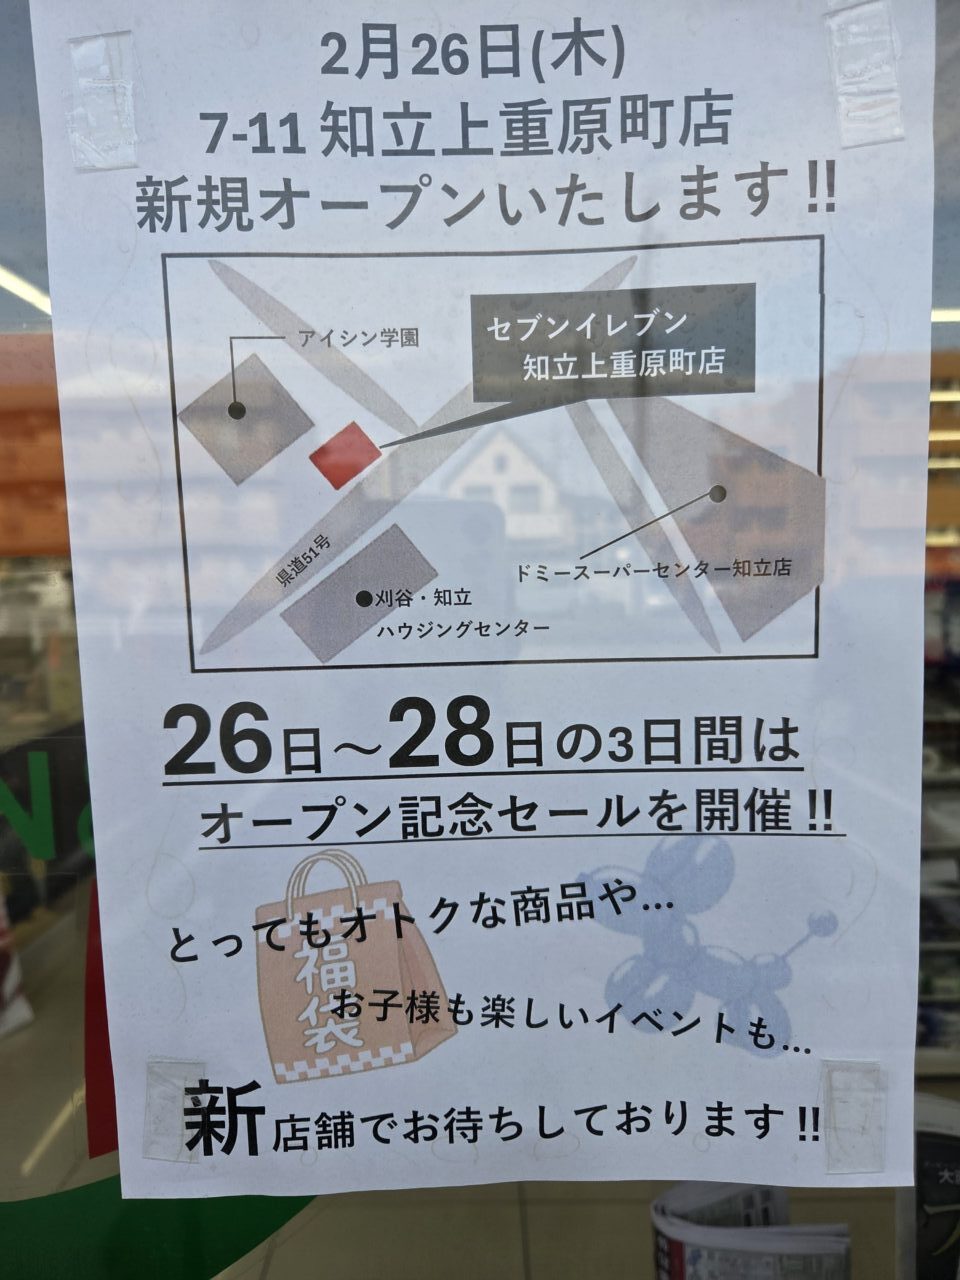 2月26日(木)
7-11 知立上重原町店
新規オープンいたします!!
アイシン学園
セブンイレブン
知立上重原町店
県道51号
ドミースーパーセンター知立店
●刈谷・知立
ハウジングセンター
26日～28日の3日間は
オープン記念セールを開催!!
とってもオトクな商品や...
福袋
お子様も楽しいイベントも...
新店舗でお待ちしております!!